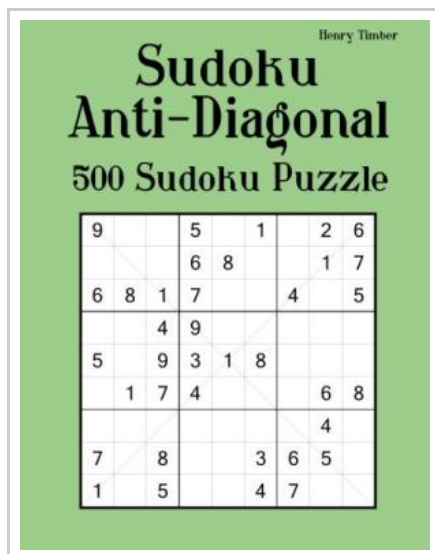 Henry Timber
Sudoku
Anti-Diagonal
500 Sudoku Puzzle
9 5 1 2 6
6 8 1 7
6 8 1 7 4 5
4 9
5 9 3 1 8
1 7 4 6 8
4
7 8 3 6 5
1 5 4 7